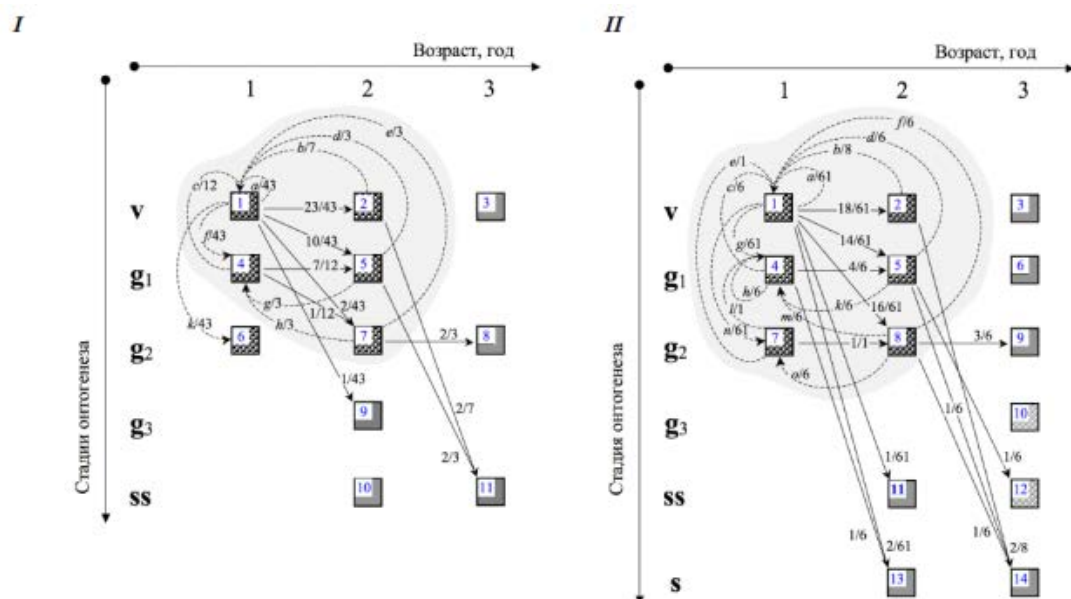 I
Возраст, год
1 2 3
Стадии онтогенеза
v
g1
g2
g3
ss
1
2
3
4
5
6
7
8
9
10
11
a/43
b/7
c/12
d/3
e/3
f/43
g/3
h/3
k/43
23/43
10/43
7/12
2/43
1/12
1/43
2/3
2/7
2/3
II
Возраст, год
1 2 3
Стадия онтогенеза
v
g1
g2
g3
ss
s
1
2
3
4
5
6
7
8
9
10
11
12
13
14
a/61
b/8
c/6
d/6
e/1
f/6
g/61
h/6
l/1
k/6
m/6
n/61
o/6
18/61
14/61
4/6
16/61
1/1
3/6
1/6
1/61
1/6
1/6
2/61
1/6
2/8